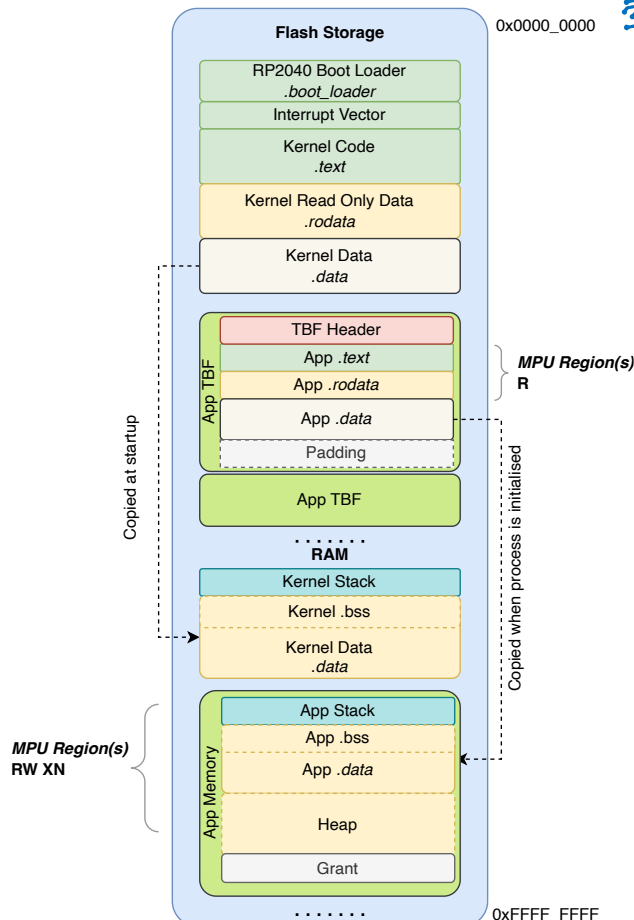 Flash Storage
0x0000_0000
RP2040 Boot Loader
.boot_loader
Interrupt Vector
Kernel Code
.text
Kernel Read Only Data
.rodata
Kernel Data
.data
App TBF
TBF Header
App .text
App .rodata
App .data
Padding
MPU Region(s)
R
App TBF
Copied at startup
Copied when process is initialised
.......
RAM
Kernel Stack
Kernel .bss
Kernel Data
.data
App Memory
App Stack
App .bss
App .data
Heap
Grant
MPU Region(s)
RW XN
.......
0xFFFF_FFFF